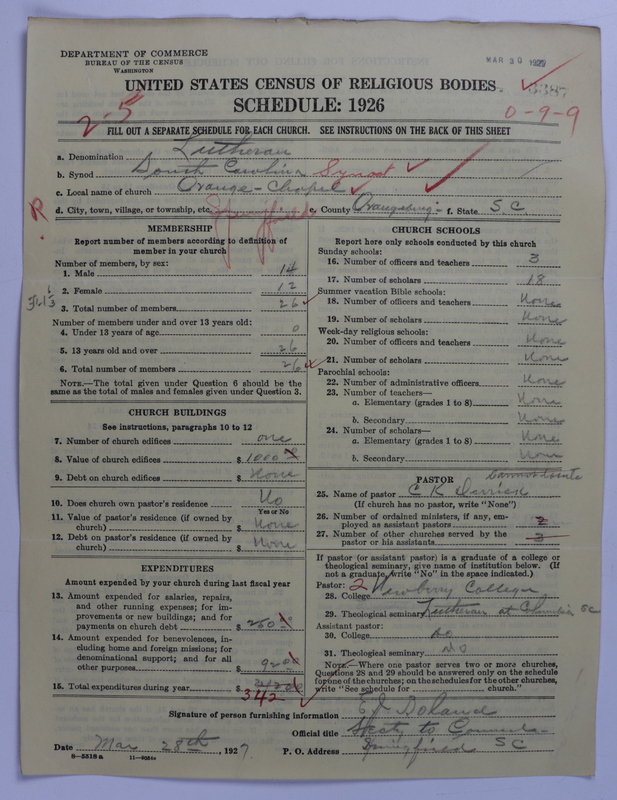 DEPARTMENT OF COMMERCE
BUREAU OF THE CENSUS
WASHINGTON
MAR 30 1927
UNITED STATES CENSUS OF RELIGIOUS BODIES
SCHEDULE: 1926
2-5
0-9-9
FILL OUT A SEPARATE SCHEDULE FOR EACH CHURCH. SEE INSTRUCTIONS ON THE BACK OF THIS SHEET
a. Denomination Lutheran
b. Synod South Carolina Synod
c. Local name of church Orange-Chapel
d. City, town, village, or township, etc. Springfield e. County Orangeburg f. State S.C.
R.
MEMBERSHIP
Report number of members according to definition of member in your church
Number of members, by sex:
1. Male 14
2. Female 12
3. Total number of members 26
Number of members under and over 13 years old:
4. Under 13 years of age 0
5. 13 years old and over 26
6. Total number of members 26
NOTE.—The total given under Question 6 should be the
same as the total of males and females given under Question 3.
CHURCH BUILDINGS
See instructions, paragraphs 10 to 12
7. Number of church edifices one
8. Value of church edifices $ 1000
9. Debt on church edifices $ None
10. Does church own pastor's residence No
Yes or No
11. Value of pastor's residence (if owned by
church) $ None
12. Debt on pastor's residence (if owned by
church) $ None
EXPENDITURES
Amount expended by your church during last fiscal year
13. Amount expended for salaries, repairs,
and other running expenses; for im-
provements or new buildings; and for
payments on church debt $ 250
14. Amount expended for benevolences, in-
cluding home and foreign missions; for
denominational support; and for all
other purposes $ 92
15. Total expenditures during year $ 342
CHURCH SCHOOLS
Report here only schools conducted by this church
Sunday schools:
16. Number of officers and teachers 3
17. Number of scholars 18
Summer vacation Bible schools:
18. Number of officers and teachers None
19. Number of scholars None
Week-day religious schools:
20. Number of officers and teachers None
21. Number of scholars None
Parochial schools:
22. Number of administrative officers None
23. Number of teachers—
a. Elementary (grades 1 to 8) None
b. Secondary None
24. Number of scholars—
a. Elementary (grades 1 to 8) None
b. Secondary None
PASTOR
25. Name of pastor C K Derrick
(If church has no pastor, write "None")
26. Number of ordained ministers, if any, em-
ployed as assistant pastors 2
27. Number of other churches served by the
pastor or his assistants 3
If pastor (or assistant pastor) is a graduate of a college or
theological seminary, give name of institution below. (If
not a graduate, write "No" in the space indicated.)
Pastor: 2
28. College Newberry College
29. Theological seminary Lutheran at Columbia SC
Assistant pastor:
30. College no
31. Theological seminary no
NOTE.—Where one pastor serves two or more churches,
Questions 28 and 29 should be answered only on the schedule
for one of the churches; on the schedules for the other churches,
write "See schedule for church."
Signature of person furnishing information E J Boland
Official title Secty to
Date Mar 28th, 1927 P. O. Address Springfield SC
8-5518 a